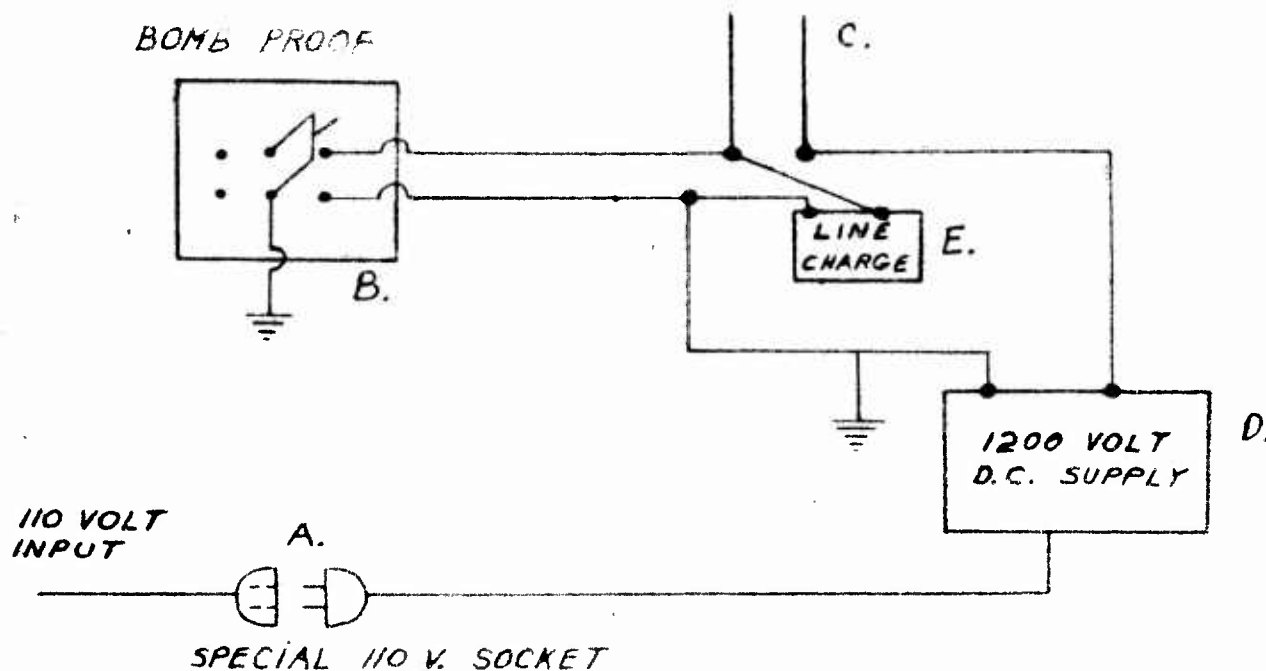 BOMB PROOF
C.
B.
LINE
CHARGE
E.
1200 VOLT
D.C. SUPPLY
D.
110 VOLT
INPUT
A.
SPECIAL 110 V. SOCKET